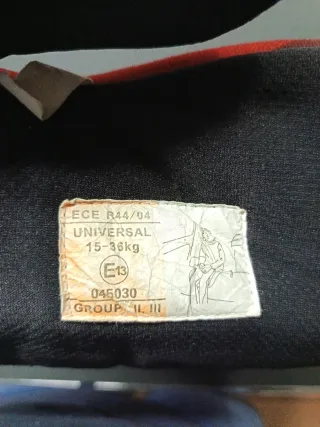 ECE R44/04
UNIVERSAL
15-36kg
E13
045030
GROUP II, III